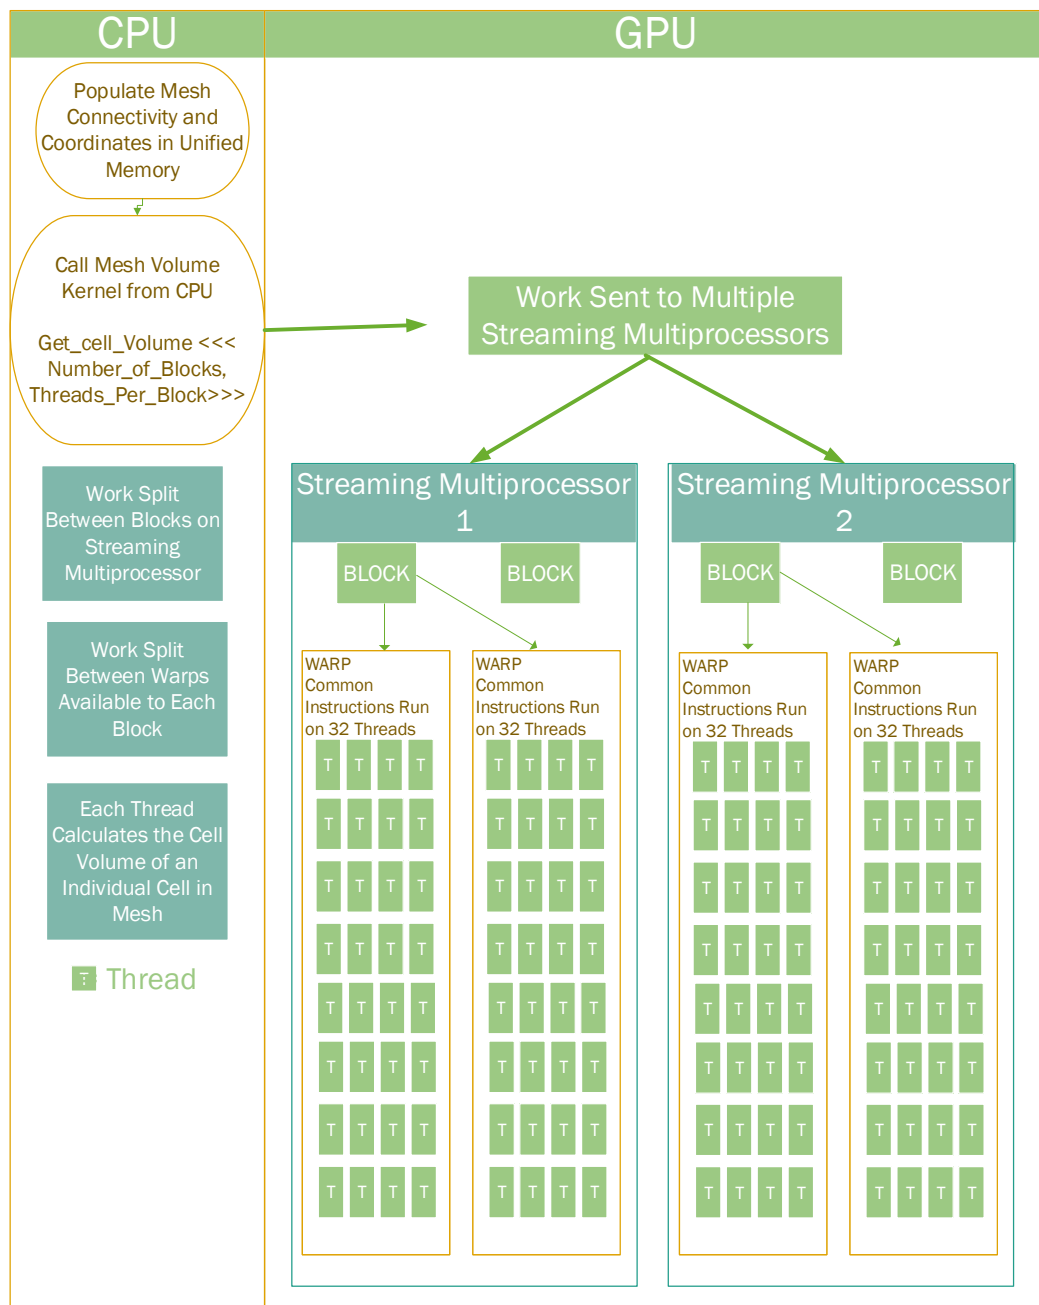 CPU
GPU
Populate Mesh
Connectivity and
Coordinates in Unified
Memory
Call Mesh Volume
Kernel from CPU
Get_cell_Volume <<<
Number_of_Blocks,
Threads_Per_Block>>>
Work Split
Between Blocks on
Streaming
Multiprocessor
Work Split
Between Warps
Available to Each
Block
Each Thread
Calculates the Cell
Volume of an
Individual Cell in
Mesh
Thread
Work Sent to Multiple
Streaming Multiprocessors
Streaming Multiprocessor
1
BLOCK BLOCK
WARP
Common
Instructions Run
on 32 Threads
T T T T
T T T T
T T T T
T T T T
T T T T
T T T T
T T T T
T T T T
WARP
Common
Instructions Run
on 32 Threads
T T T T
T T T T
T T T T
T T T T
T T T T
T T T T
T T T T
T T T T
Streaming Multiprocessor
2
BLOCK BLOCK
WARP
Common
Instructions Run
on 32 Threads
T T T T
T T T T
T T T T
T T T T
T T T T
T T T T
T T T T
T T T T
WARP
Common
Instructions Run
on 32 Threads
T T T T
T T T T
T T T T
T T T T
T T T T
T T T T
T T T T
T T T T